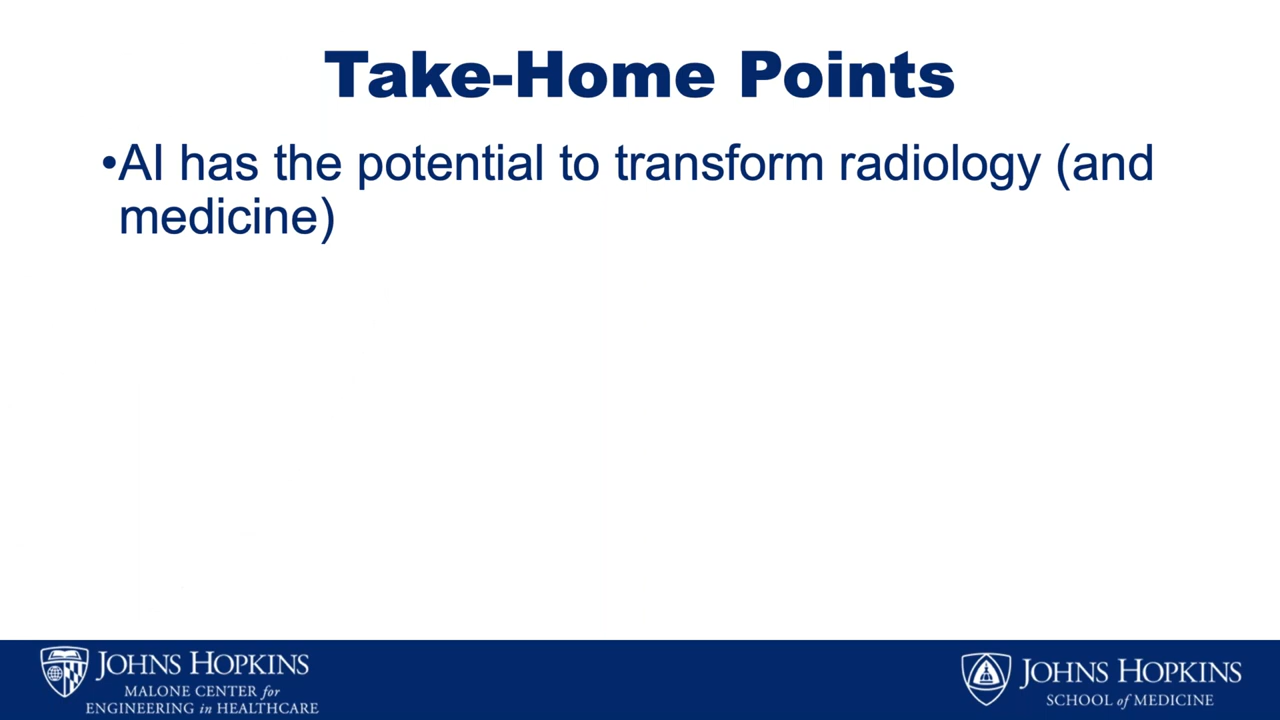 Take-Home Points
•AI has the potential to transform radiology (and
medicine)
JOHNS HOPKINS
MALONE CENTER for
ENGINEERING in HEALTHCARE
JOHNS HOPKINS
SCHOOL of MEDICINE